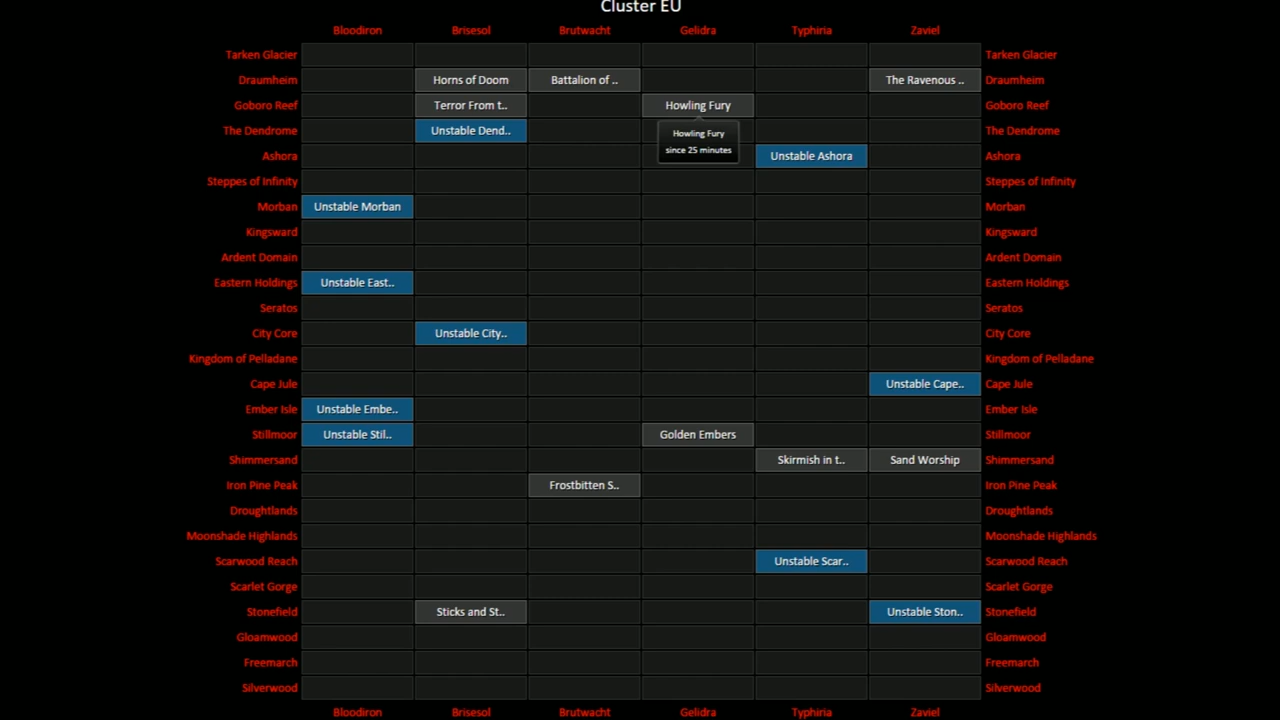 Cluster EU
Bloodiron Brisesol Brutwacht Gelidra Typhiria Zaviel
Tarken Glacier Tarken Glacier
Draumheim Horns of Doom Battalion of .. The Ravenous .. Draumheim
Goboro Reef Terror From t.. Howling Fury Goboro Reef
The Dendrome Unstable Dend.. Howling Fury The Dendrome
since 25 minutes
Ashora Unstable Ashora Ashora
Steppes of Infinity Steppes of Infinity
Morban Unstable Morban Morban
Kingsward Kingsward
Ardent Domain Ardent Domain
Eastern Holdings Unstable East.. Eastern Holdings
Seratos Seratos
City Core Unstable City.. City Core
Kingdom of Pelladane Kingdom of Pelladane
Cape Jule Unstable Cape.. Cape Jule
Ember Isle Unstable Embe.. Ember Isle
Stillmoor Unstable Stil.. Golden Embers Stillmoor
Shimmersand Skirmish in t.. Sand Worship Shimmersand
Iron Pine Peak Frostbitten S.. Iron Pine Peak
Droughtlands Droughtlands
Moonshade Highlands Moonshade Highlands
Scarwood Reach Unstable Scar.. Scarwood Reach
Scarlet Gorge Scarlet Gorge
Stonefield Sticks and St.. Unstable Ston.. Stonefield
Gloamwood Gloamwood
Freemarch Freemarch
Silverwood Silverwood
Bloodiron Brisesol Brutwacht Gelidra Typhiria Zaviel